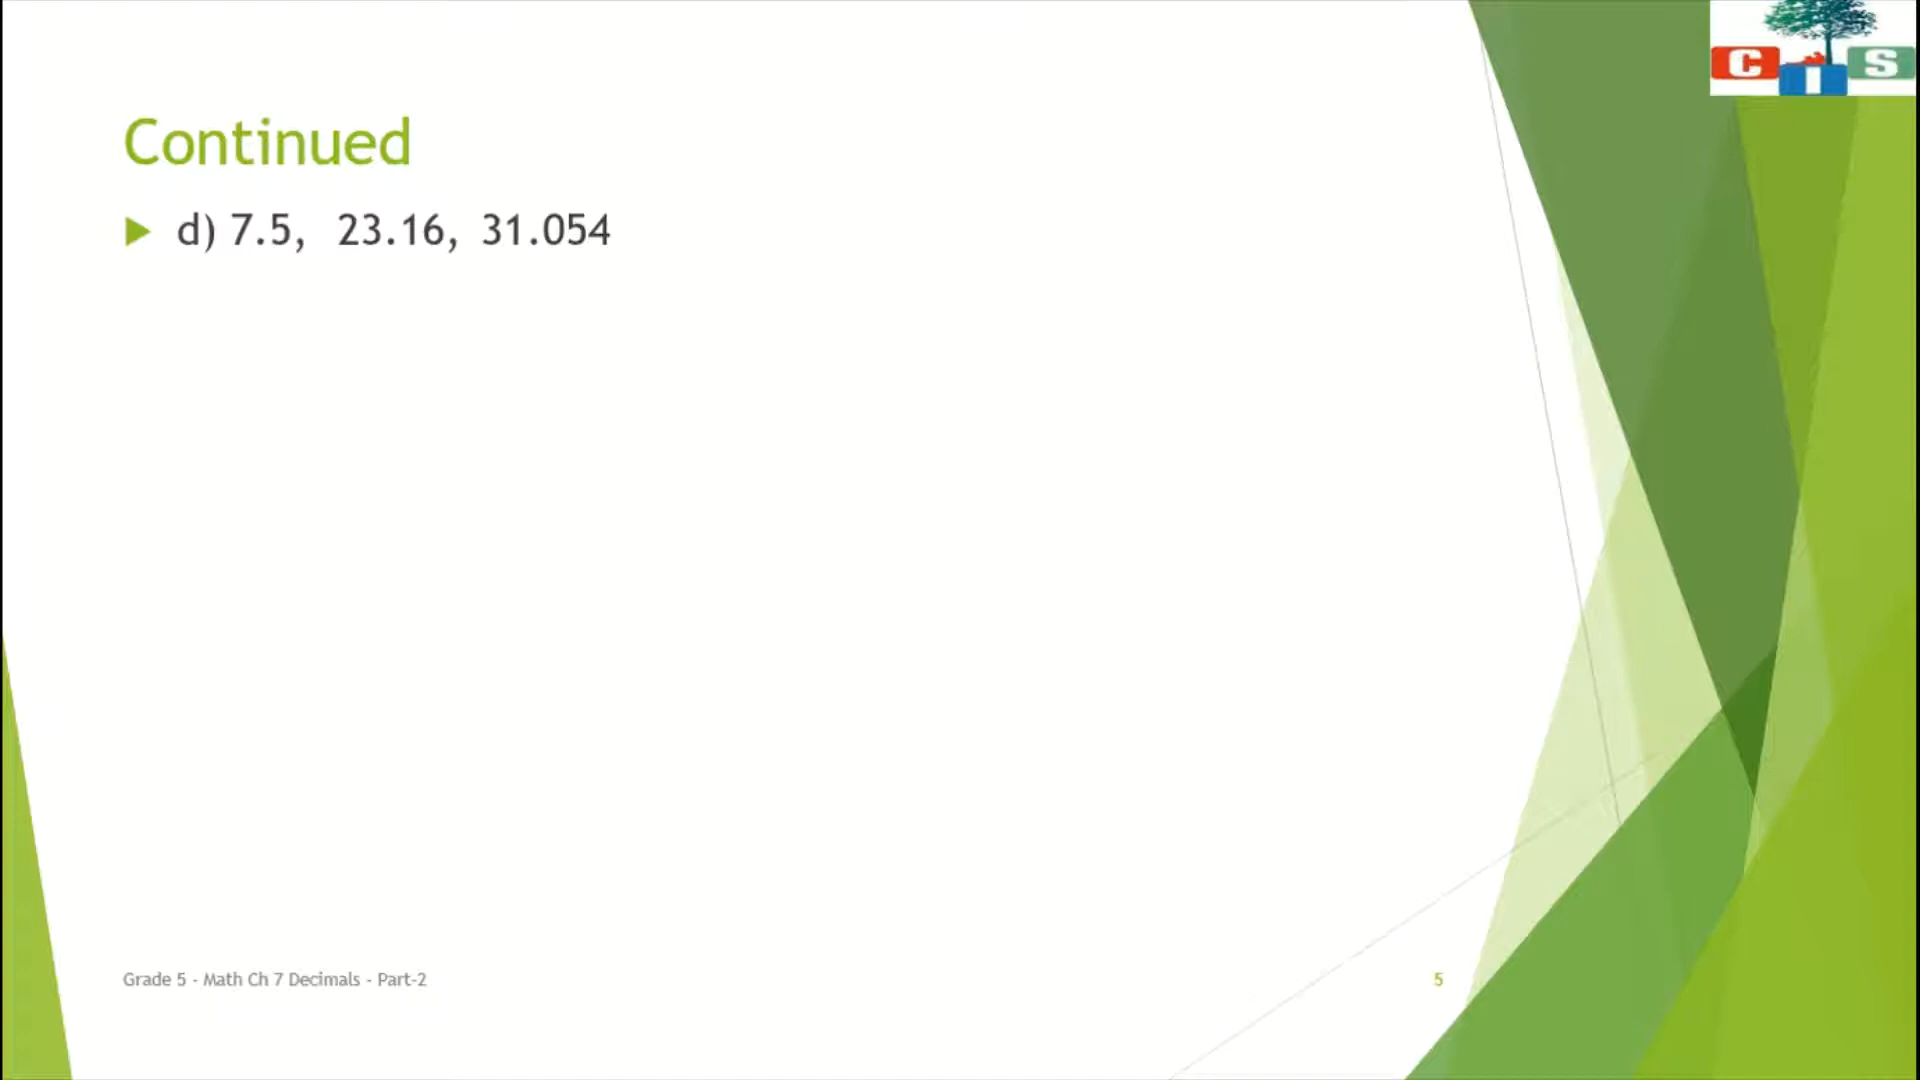 C I S
Continued
d) 7.5, 23.16, 31.054
Grade 5 - Math Ch 7 Decimals - Part-2
5